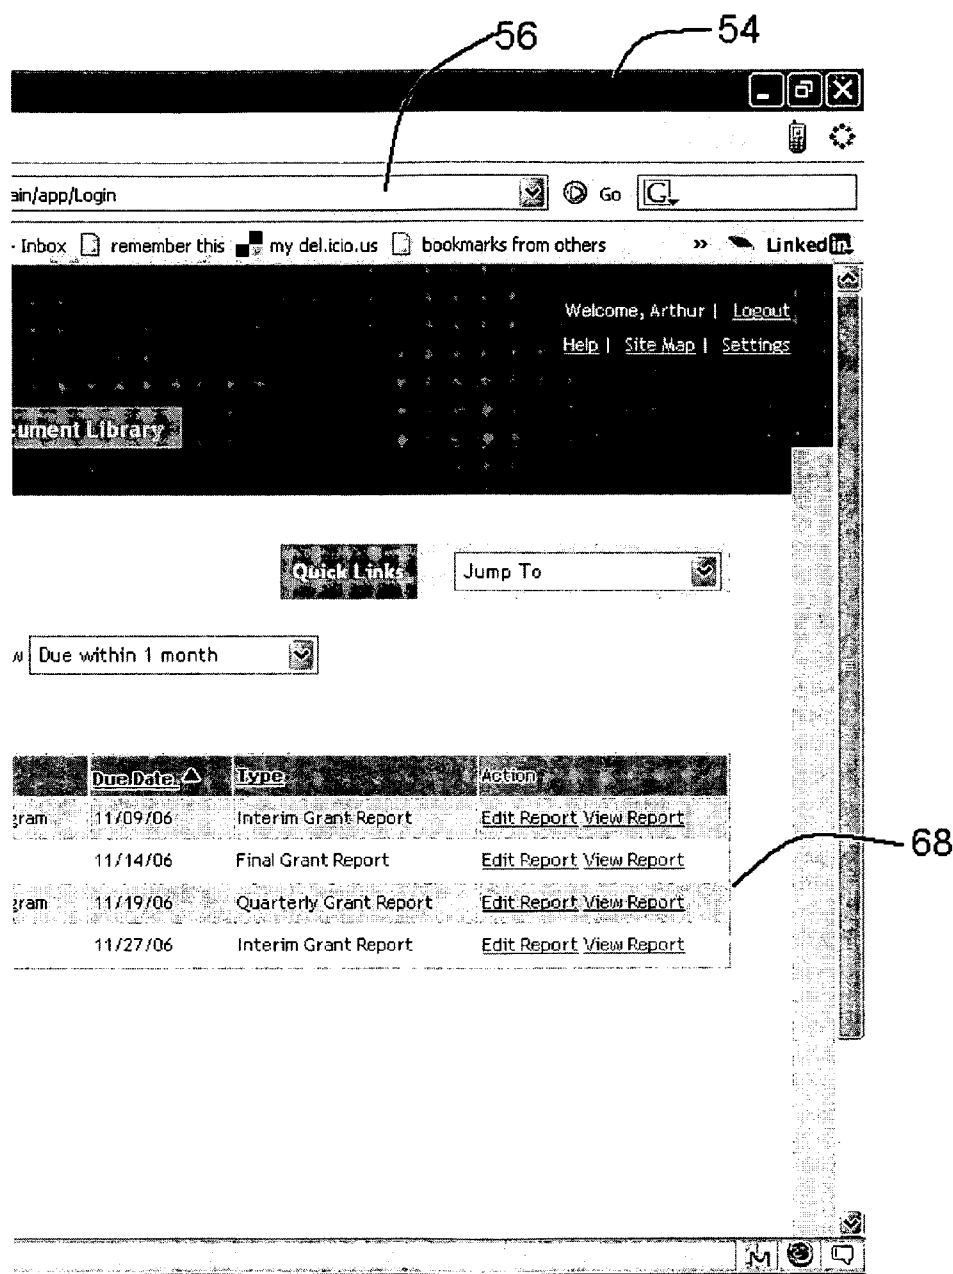 56
54
ain/app/Login Go G
- Inbox remember this my del.icio.us bookmarks from others » Linked in
Welcome, Arthur | Logout
Help | Site Map | Settings
cument Library
Quick Links Jump To
w Due within 1 month
Due Date Type Action
gram 11/09/06 Interim Grant Report Edit Report View Report
11/14/06 Final Grant Report Edit Report View Report
68
gram 11/19/06 Quarterly Grant Report Edit Report View Report
11/27/06 Interim Grant Report Edit Report View Report
M